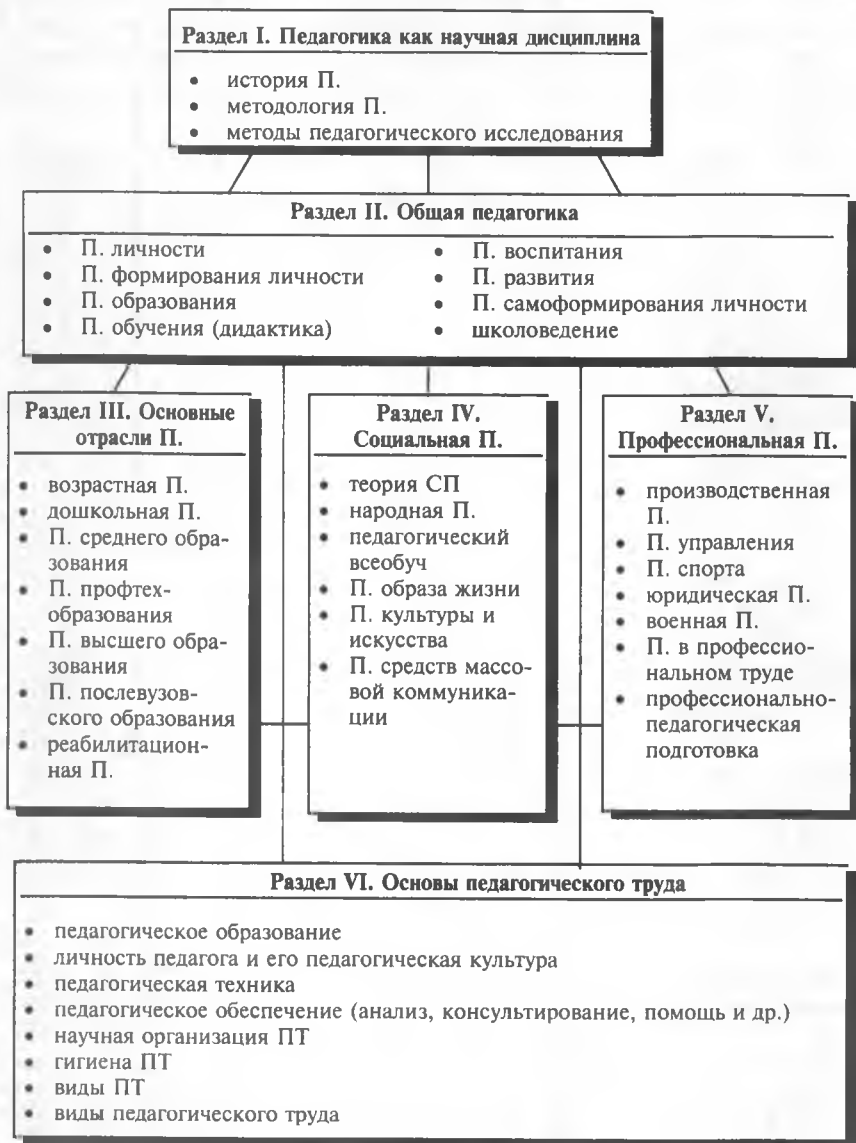 Раздел I. Педагогика как научная дисциплина
• история П.
• методология П.
• методы педагогического исследования
Раздел II. Общая педагогика
• П. личности
• П. формирования личности
• П. образования
• П. обучения (дидактика)
• П. воспитания
• П. развития
• П. самоформирования личности
• школоведение
Раздел III. Основные
отрасли П.
• возрастная П.
• дошкольная П.
• П. среднего обра-
зования
• П. профтех-
образования
• П. высшего обра-
зования
• П. послевузов-
ского образования
• реабилитацион-
ная П.
Раздел IV.
Социальная П.
• теория СП
• народная П.
• педагогический
всеобуч
• П. образа жизни
• П. культуры и
искусства
• П. средств массо-
вой коммуника-
ции
Раздел V.
Профессиональная П.
• производственная
П.
• П. управления
• П. спорта
• юридическая П.
• военная П.
• П. в профессио-
нальном труде
• профессионально-
педагогическая
подготовка
Раздел VI. Основы педагогического труда
• педагогическое образование
• личность педагога и его педагогическая культура
• педагогическая техника
• педагогическое обеспечение (анализ, консультирование, помощь и др.)
• научная организация ПТ
• гигиена ПТ
• виды ПТ
• виды педагогического труда